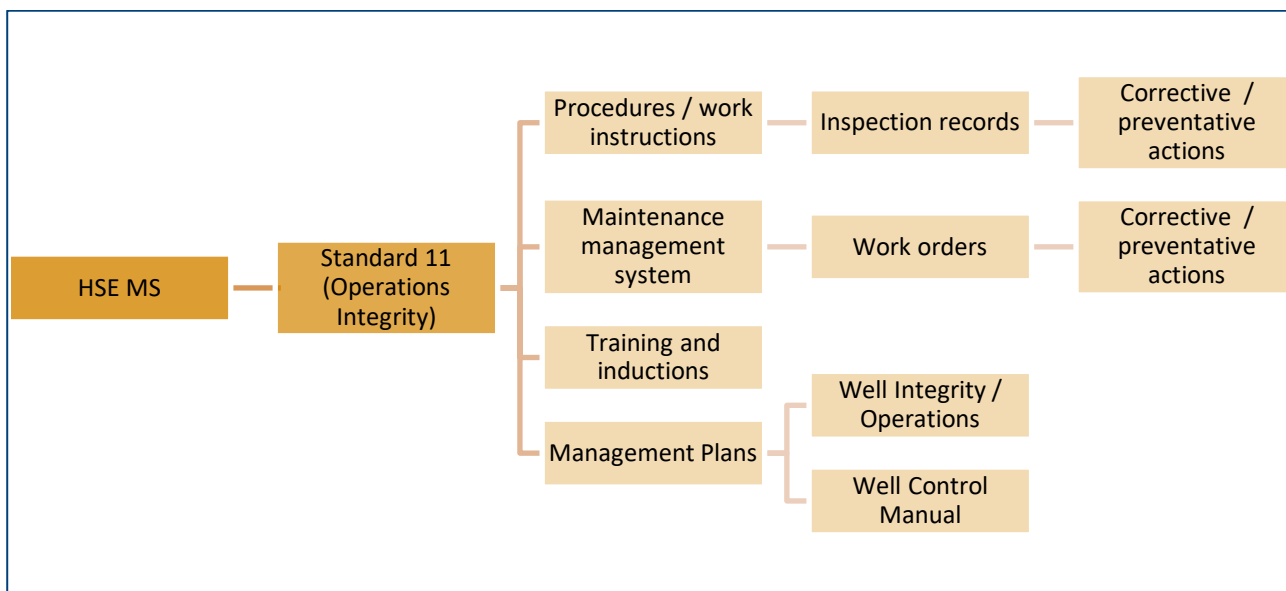 HSE MS
Standard 11
(Operations
Integrity)
Procedures / work
instructions
Inspection records
Corrective /
preventative
actions
Maintenance
management
system
Work orders
Corrective /
preventative
actions
Training and
inductions
Management Plans
Well Integrity /
Operations
Well Control
Manual